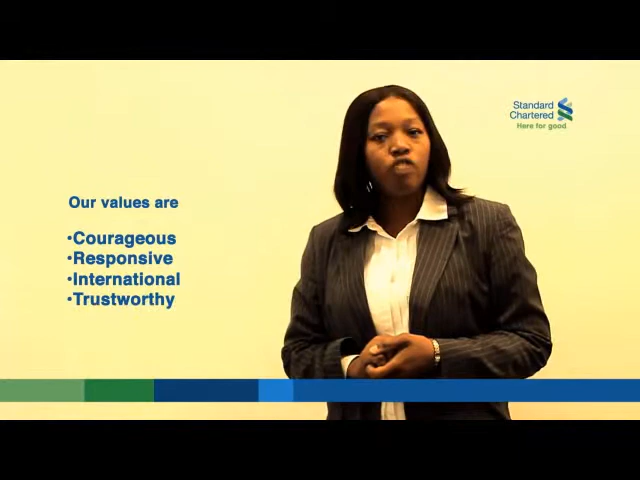 Standard
Chartered
Here for good
Our values are
•Courageous
•Responsive
•International
•Trustworthy